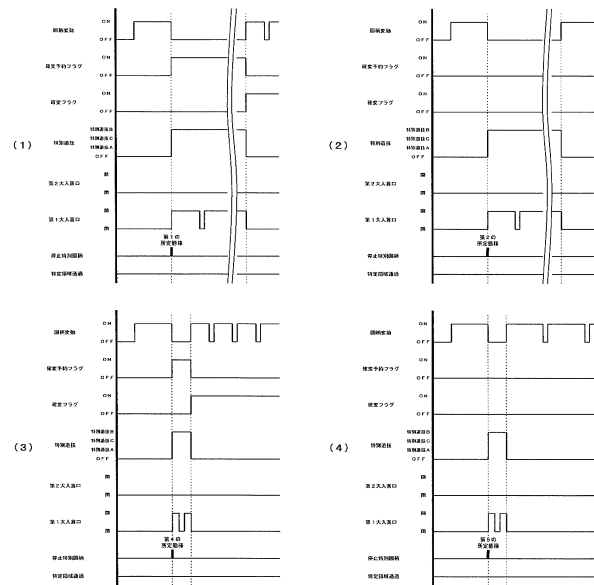 (1)
図柄変動
ON
OFF
確変予約フラグ
ON
OFF
確変フラグ
ON
OFF
特別遊技
特別遊技B
特別遊技C
特別遊技A
OFF
第2大入賞口
開
閉
第1大入賞口
開
閉
第1の
所定態様
停止特別図柄
特定領域通過
(2)
図柄変動
ON
OFF
確変予約フラグ
ON
OFF
確変フラグ
ON
OFF
特別遊技
特別遊技B
特別遊技C
特別遊技A
OFF
第2大入賞口
開
閉
第1大入賞口
開
閉
第2の
所定態様
停止特別図柄
特定領域通過
(3)
図柄変動
ON
OFF
確変予約フラグ
ON
OFF
確変フラグ
ON
OFF
特別遊技
特別遊技B
特別遊技C
特別遊技A
OFF
第2大入賞口
開
閉
第1大入賞口
開
閉
第4の
所定態様
停止特別図柄
特定領域通過
(4)
図柄変動
ON
OFF
確変予約フラグ
ON
OFF
確変フラグ
ON
OFF
特別遊技
特別遊技B
特別遊技C
特別遊技A
OFF
第2大入賞口
開
閉
第1大入賞口
開
閉
第5の
所定態様
停止特別図柄
特定領域通過